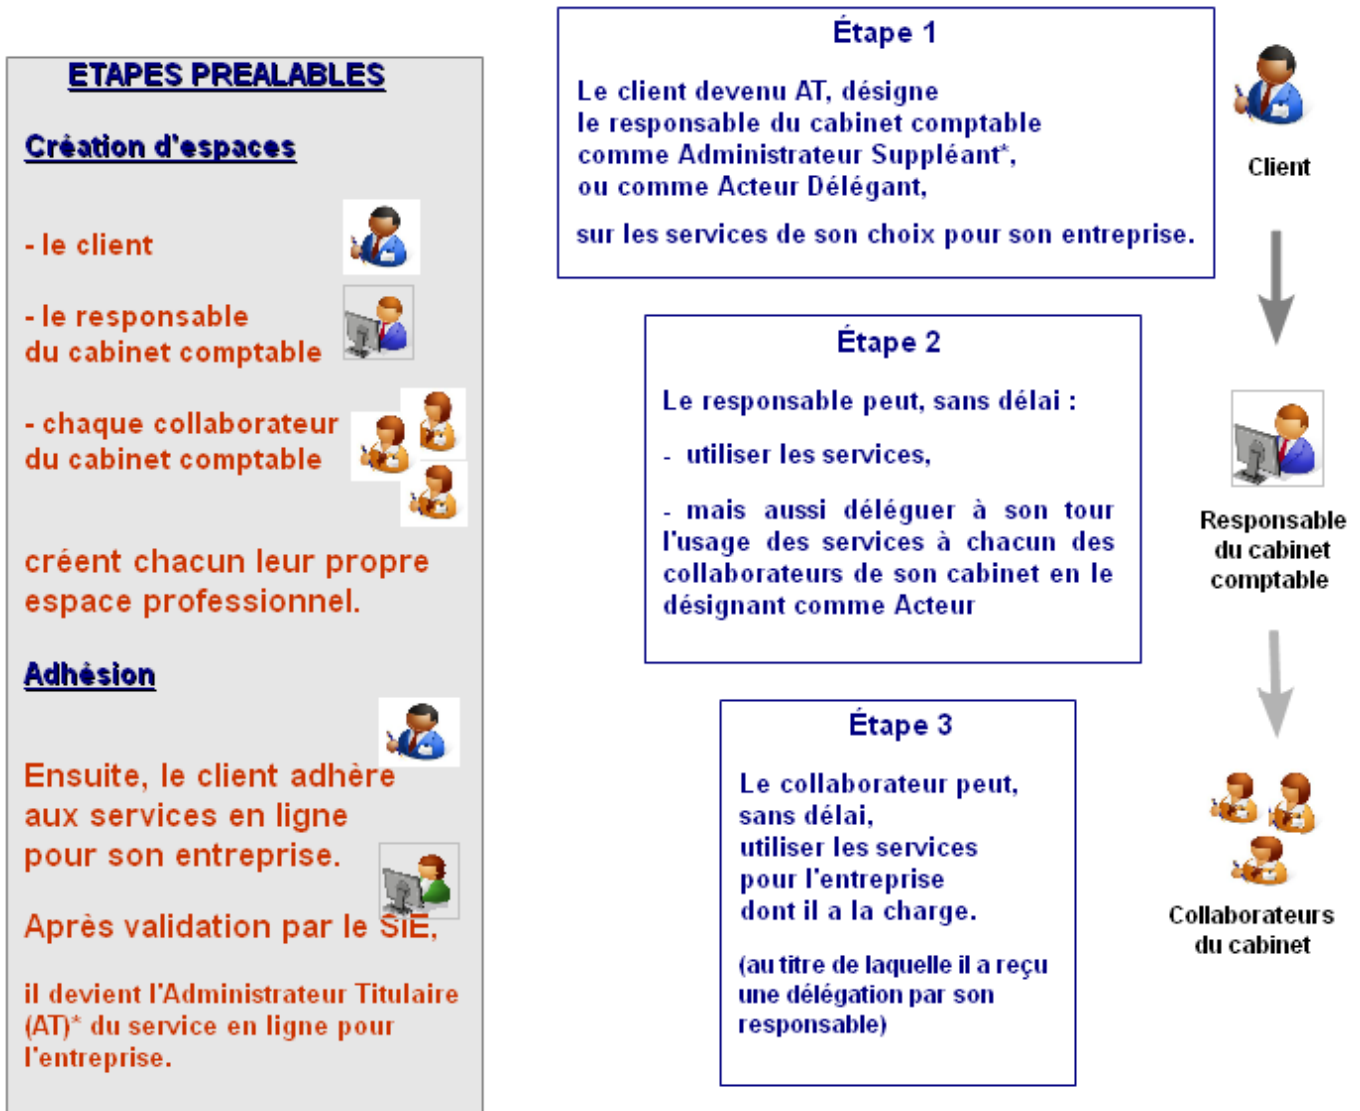 ETAPES PREALABLES
Création d'espaces
- le client
- le responsable
du cabinet comptable
- chaque collaborateur
du cabinet comptable
créent chacun leur propre
espace professionnel.
Adhésion
Ensuite, le client adhère
aux services en ligne
pour son entreprise.
Après validation par le SIE,
il devient l'Administrateur Titulaire
(AT)* du service en ligne pour
l'entreprise.
Étape 1
Le client devenu AT, désigne
le responsable du cabinet comptable
comme Administrateur Suppléant*,
ou comme Acteur Délégant,
sur les services de son choix pour son entreprise.
Client
Étape 2
Le responsable peut, sans délai :
- utiliser les services,
- mais aussi déléguer à son tour
l'usage des services à chacun des
collaborateurs de son cabinet en le
désignant comme Acteur
Responsable
du cabinet
comptable
Étape 3
Le collaborateur peut,
sans délai,
utiliser les services
pour l'entreprise
dont il a la charge.
(au titre de laquelle il a reçu
une délégation par son
responsable)
Collaborateurs
du cabinet